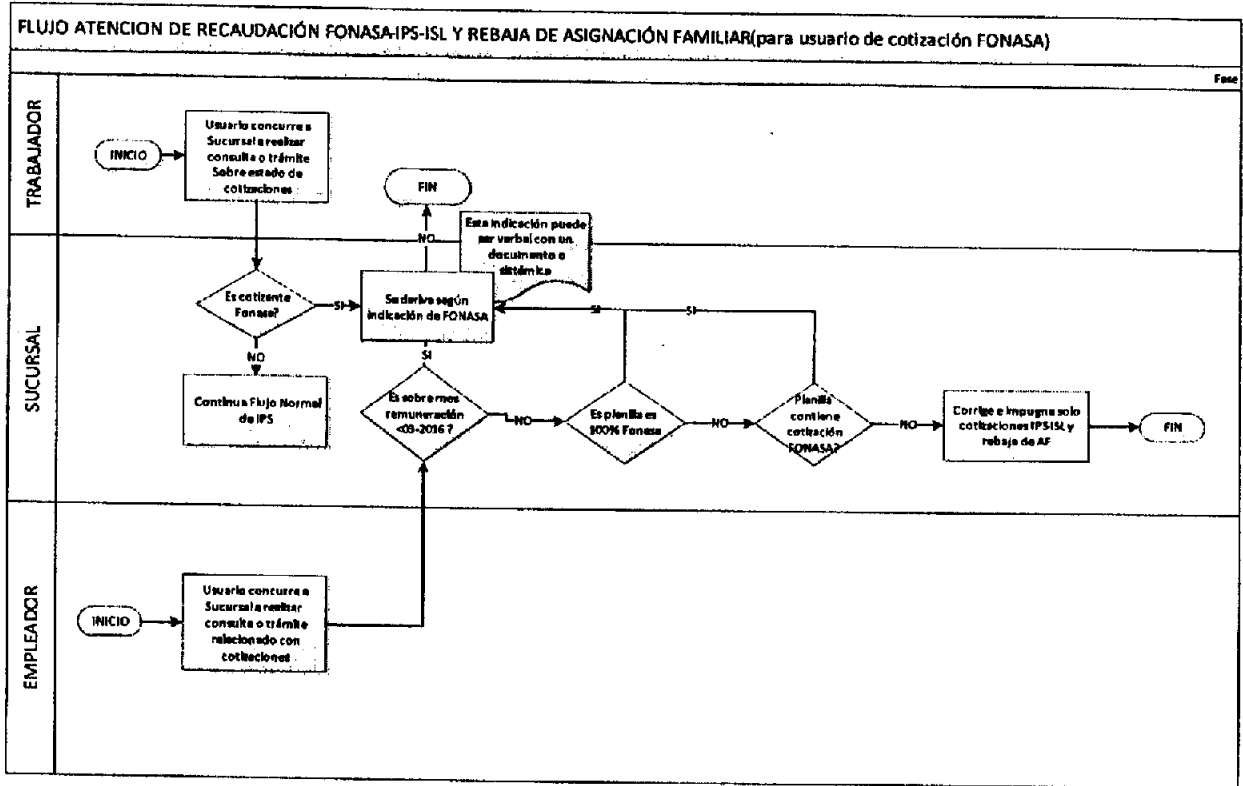 FLUJO ATENCION DE RECAUDACIÓN FONASA-IPS-ISL Y REBAJA DE ASIGNACIÓN FAMILIAR(para usuario de cotización FONASA)
Fase
TRABAJADOR
INICIO
Usuario concurre a
Sucursal a realizar
consulta o trámite
Sobre estado de
cotizaciones
FIN
NO
Esta indicación puede
ser verbal con un
documento o
sistémica
SUCURSAL
Es cotizante
Fonasa?
SI
Se deriva según
indicación de FONASA
SI
SI
NO
Continua Flujo Normal
de IPS
SI
Es sobre mes
remuneración
<03-2016 ?
NO
Es planilla es
100% Fonasa
NO
Planilla
contiene
cotización
FONASA?
NO
Corrige e impugna solo
cotizaciones IPS ISL y
rebaja de AF
FIN
EMPLEADOR
INICIO
Usuario concurre a
Sucursal a realizar
consulta o trámite
relacionado con
cotizaciones